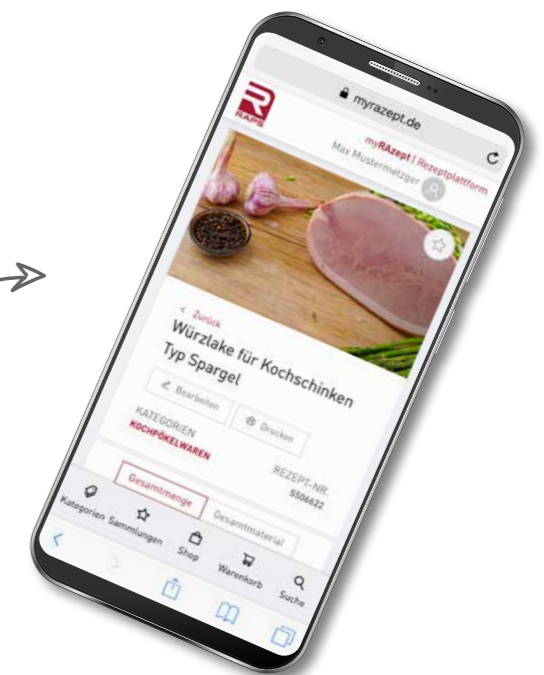 myrazept.de
RAPS
myRAzept | Rezeptplattform
Max Mustermetzger
< Zurück
Würzlake für Kochschinken
Typ Spargel
Bearbeiten
Drucken
KATEGORIEN
KOCHPÖKELWAREN
REZEPT-NR.
5506622
Gesamtmenge
Gesamtmaterial
Kategorien
Sammlungen
Shop
Warenkorb
Suche